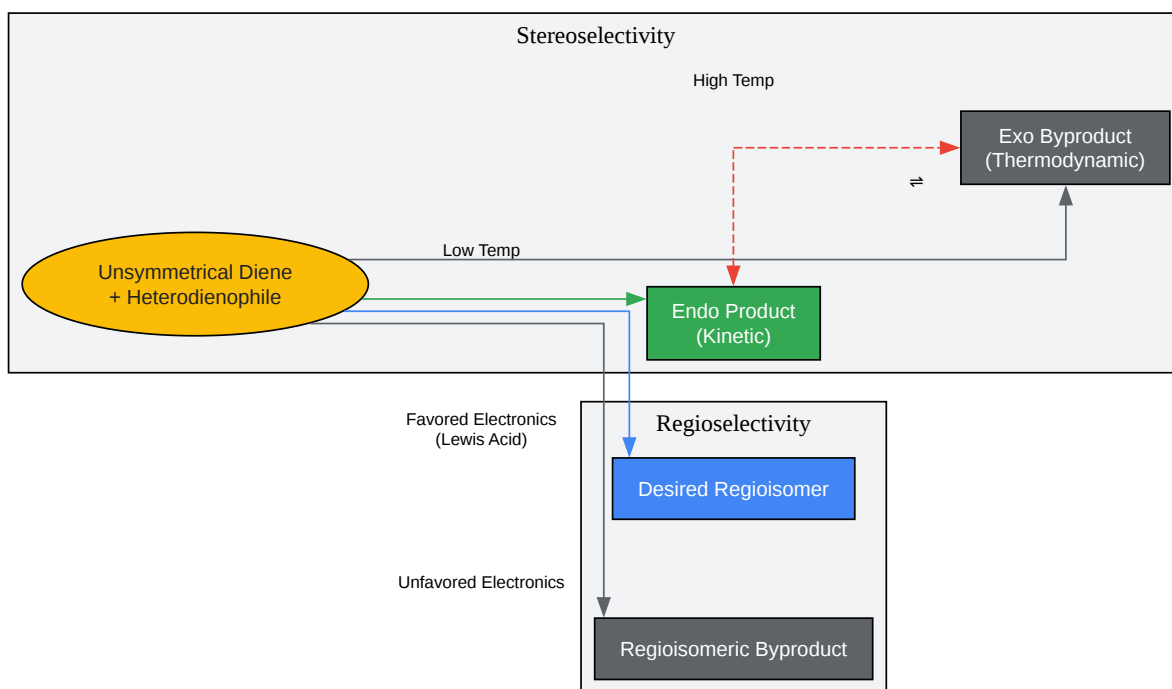 Stereoselectivity
High Temp
Exo Byproduct
(Thermodynamic)
⇌
Low Temp
Unsymmetrical Diene
+ Heterodienophile
Endo Product
(Kinetic)
Favored Electronics
(Lewis Acid)
Regioselectivity
Desired Regioisomer
Unfavored Electronics
Regioisomeric Byproduct